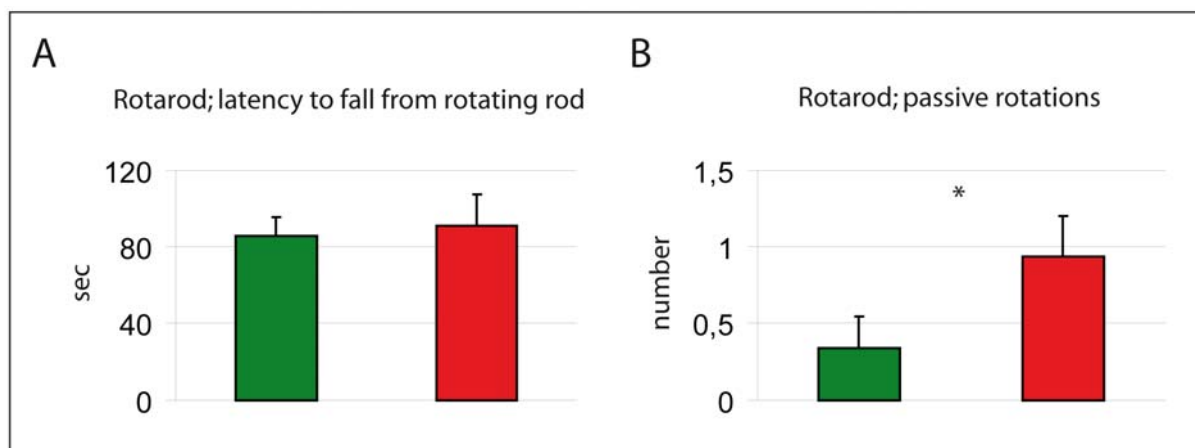 A
Rotarod; latency to fall from rotating rod
120
80
40
0
sec
B
Rotarod; passive rotations
1,5
1
0,5
0
number
*